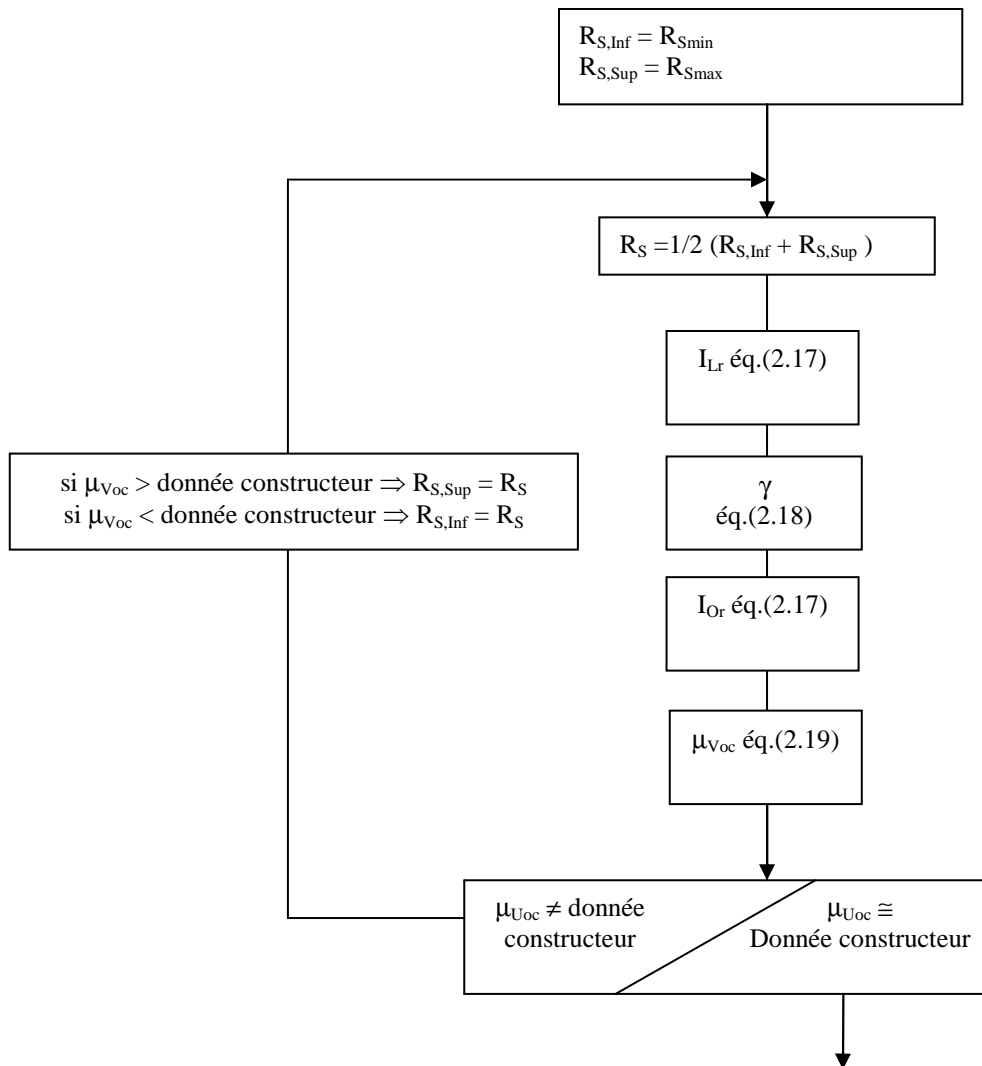 R_S,Inf = R_Smin
R_S,Sup = R_Smax
R_S =1/2 (R_S,Inf + R_S,Sup )
I_Lr éq.(2.17)
γ
éq.(2.18)
I_Or éq.(2.17)
μ_Voc éq.(2.19)
si μ_Voc > donnée constructeur ⇒ R_S,Sup = R_S
si μ_Voc < donnée constructeur ⇒ R_S,Inf = R_S
μ_Uoc ≠ donnée
constructeur
μ_Uoc ≅
Donnée constructeur